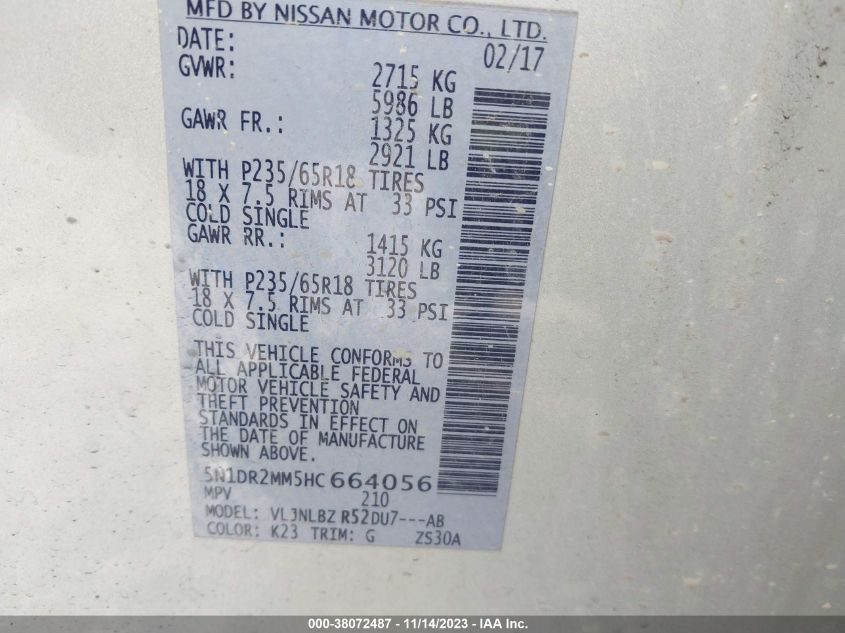 MFD BY NISSAN MOTOR CO., LTD.
DATE: 02/17
GVWR: 2715 KG
5986 LB
GAWR FR.: 1325 KG
2921 LB
WITH P235/65R18 TIRES
18 X 7.5 RIMS AT 33 PSI
COLD SINGLE
GAWR RR.: 1415 KG
3120 LB
WITH P235/65R18 TIRES
18 X 7.5 RIMS AT 33 PSI
COLD SINGLE
THIS VEHICLE CONFORMS TO
ALL APPLICABLE FEDERAL
MOTOR VEHICLE SAFETY AND
THEFT PREVENTION
STANDARDS IN EFFECT ON
THE DATE OF MANUFACTURE
SHOWN ABOVE.
5N1DR2MM5HC664056
MPV 210
MODEL: VLJNLBZ R52DU7---AB
COLOR: K23 TRIM: G ZS30A
000-38072487 - 11/14/2023 - IAA Inc.